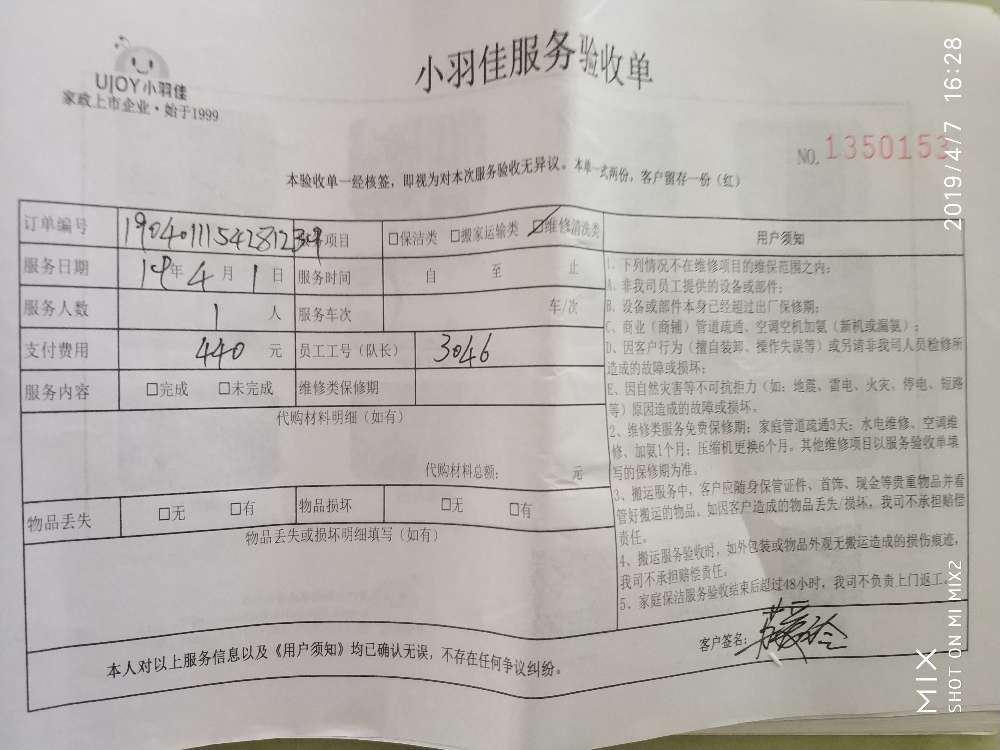 UJOY小羽佳
家政上市企业·始于1999
小羽佳服务验收单
NO.1350153
本验收单一经核签，即视为对本次服务验收无异议。本单一式两份，客户留存一份（红）
订单编号 项目 □保洁类 □搬家运输类 □维修清洗类
服务日期 19年4月1日 服务时间 自 至 止
服务人数 1人 服务车次 车/次
支付费用 440元 员工工号（队长） 3046
服务内容 □完成 □未完成 维修类保修期
代购材料明细（如有）
代购材料总额： 元
物品丢失 □无 □有 物品损坏 □无 □有
物品丢失或损坏明细填写（如有）
用户须知
1、下列情况不在维修项目的维保范围之内：
A、非我司员工提供的设备或部件；
B、设备或部件本身已经超过出厂保修期；
C、商业（商铺）管道疏通、空调空机加氨（新机或漏氨）；
D、因客户行为（擅自装卸、操作失误等）或另请非我司人员检修所
造成的故障或损坏；
E、因自然灾害等不可抗拒力（如：地震、雷电、火灾、停电、短路
等）原因造成的故障或损坏。
2、维修类服务免费保修期：家庭管道疏通3天；水电维修、空调维
修、加氨1个月；压缩机更换6个月。其他维修项目以服务验收单填
写的保修期为准。
3、搬运服务中，客户应随身保管证件、首饰、现金等贵重物品并看
管好搬运的物品。如因客户造成的物品丢失/损坏，我司不承担赔偿
责任。
4、搬运服务验收时，如外包装或物品外观无搬运造成的损伤痕迹，
我司不承担赔偿责任。
5、家庭保洁服务验收结束后超过48小时，我司不负责上门返工。
客户签名：
本人对以上服务信息以及《用户须知》均已确认无误，不存在任何争议纠纷。
2019/4/7 16:28
MIX
SHOT ON MI MIX2